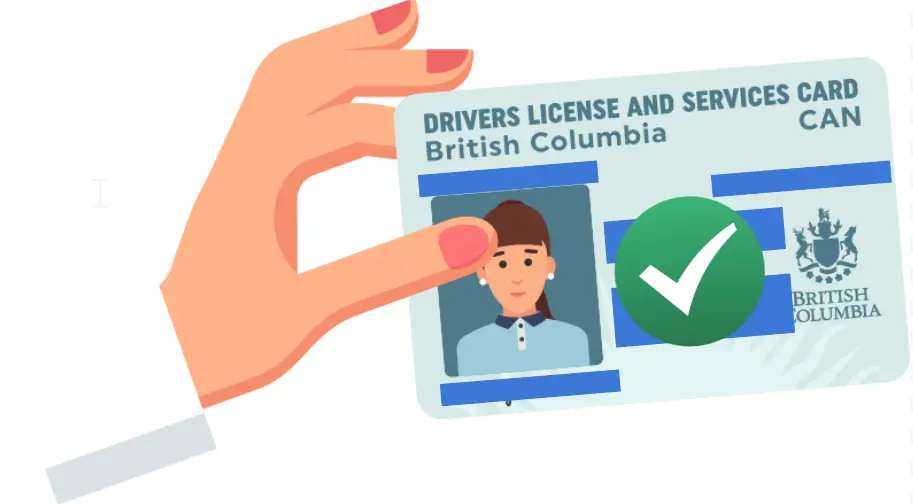 DRIVERS LICENSE AND SERVICES CARD
British Columbia
CAN
BRITISH
COLUMBIA